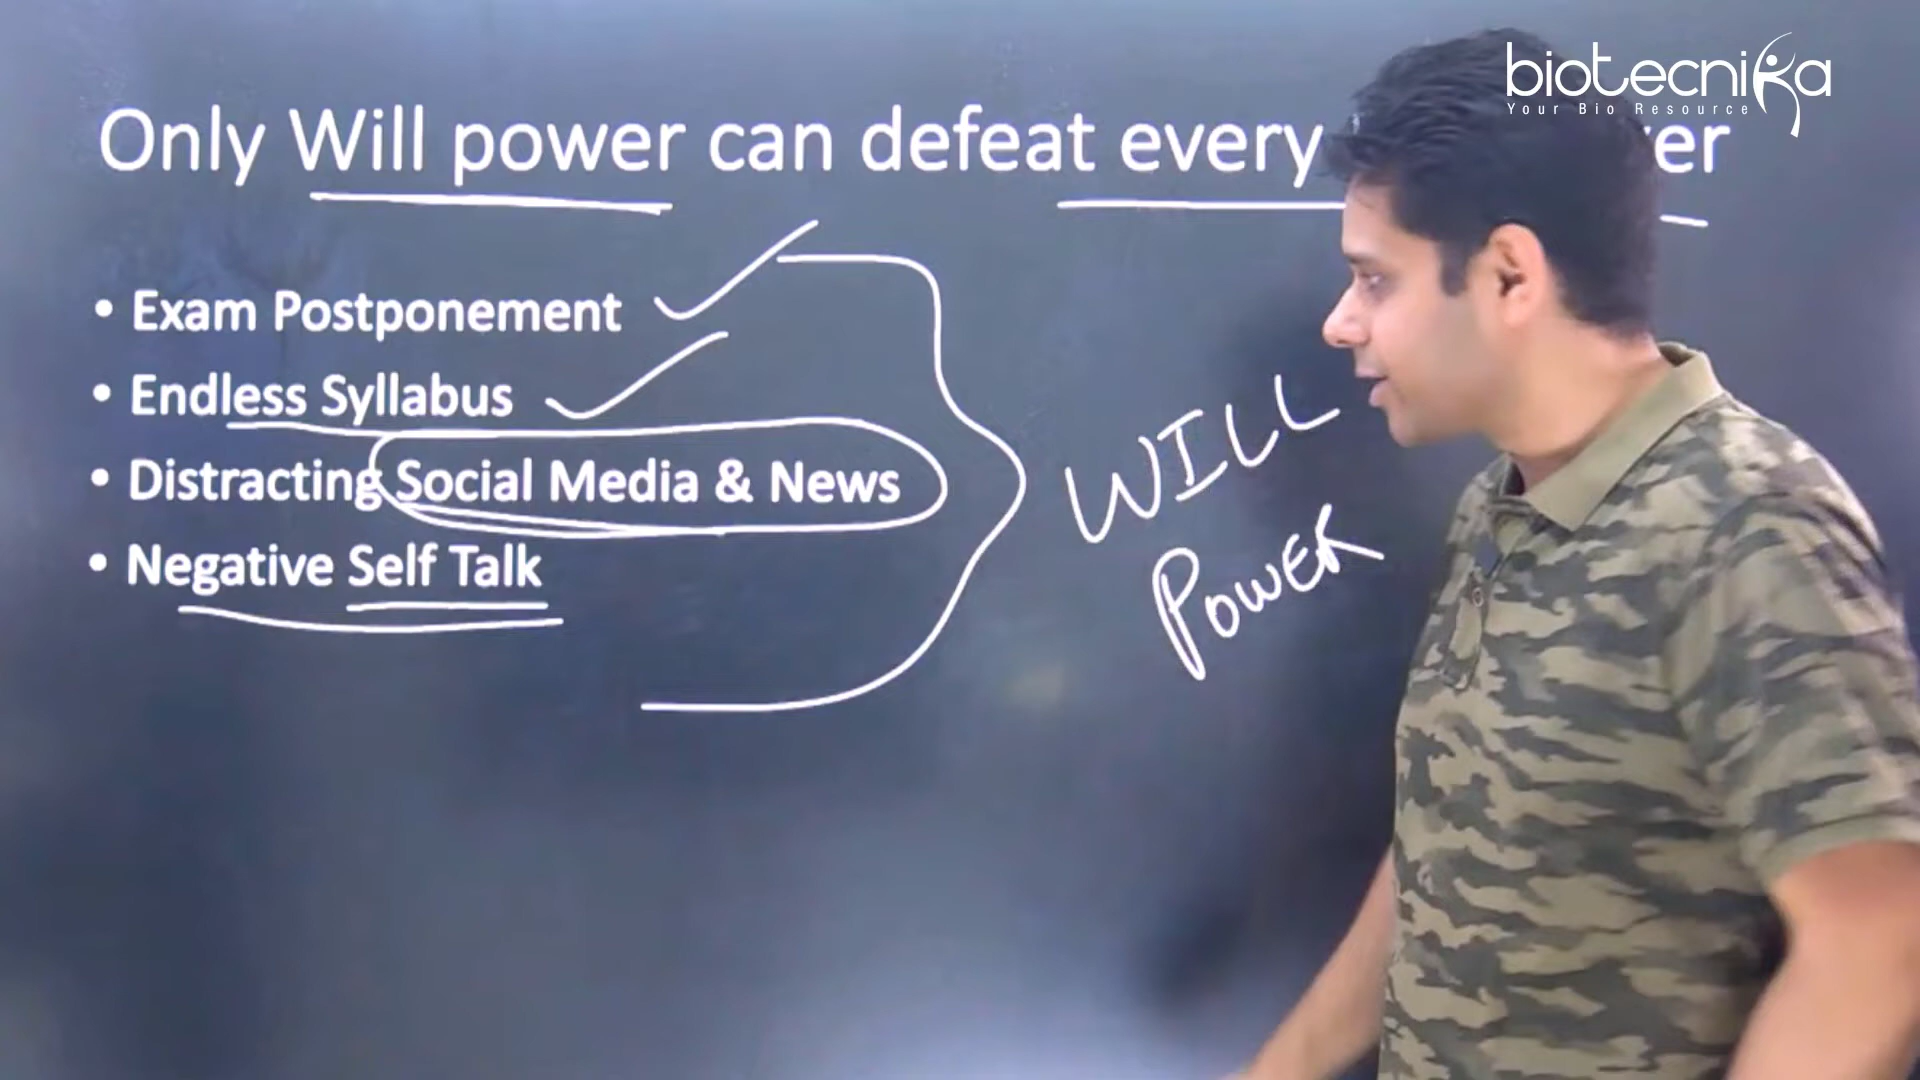 biotecnika
Your Bio Resource
Only Will power can defeat every
• Exam Postponement
• Endless Syllabus
• Distracting Social Media & News
• Negative Self Talk
WILL
POWER